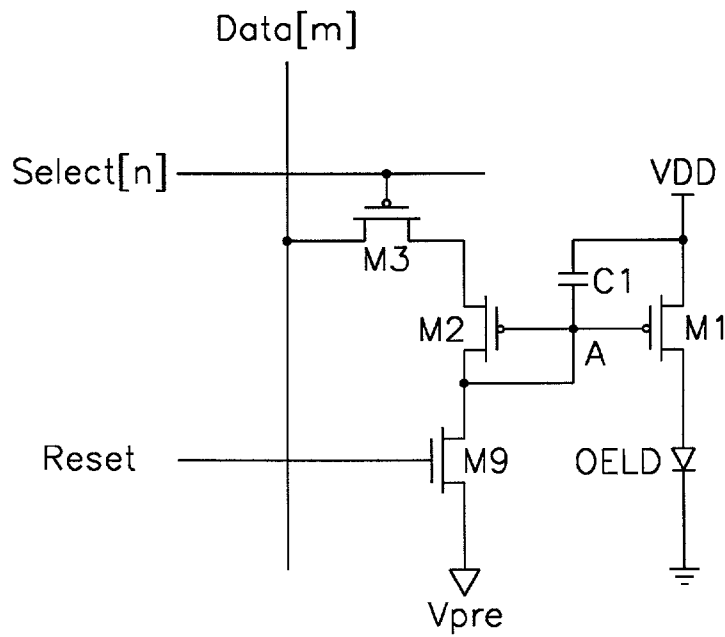 Data[m]
Select[n]
VDD
M3
C1
M2
A
M1
Reset
M9
OELD
Vpre